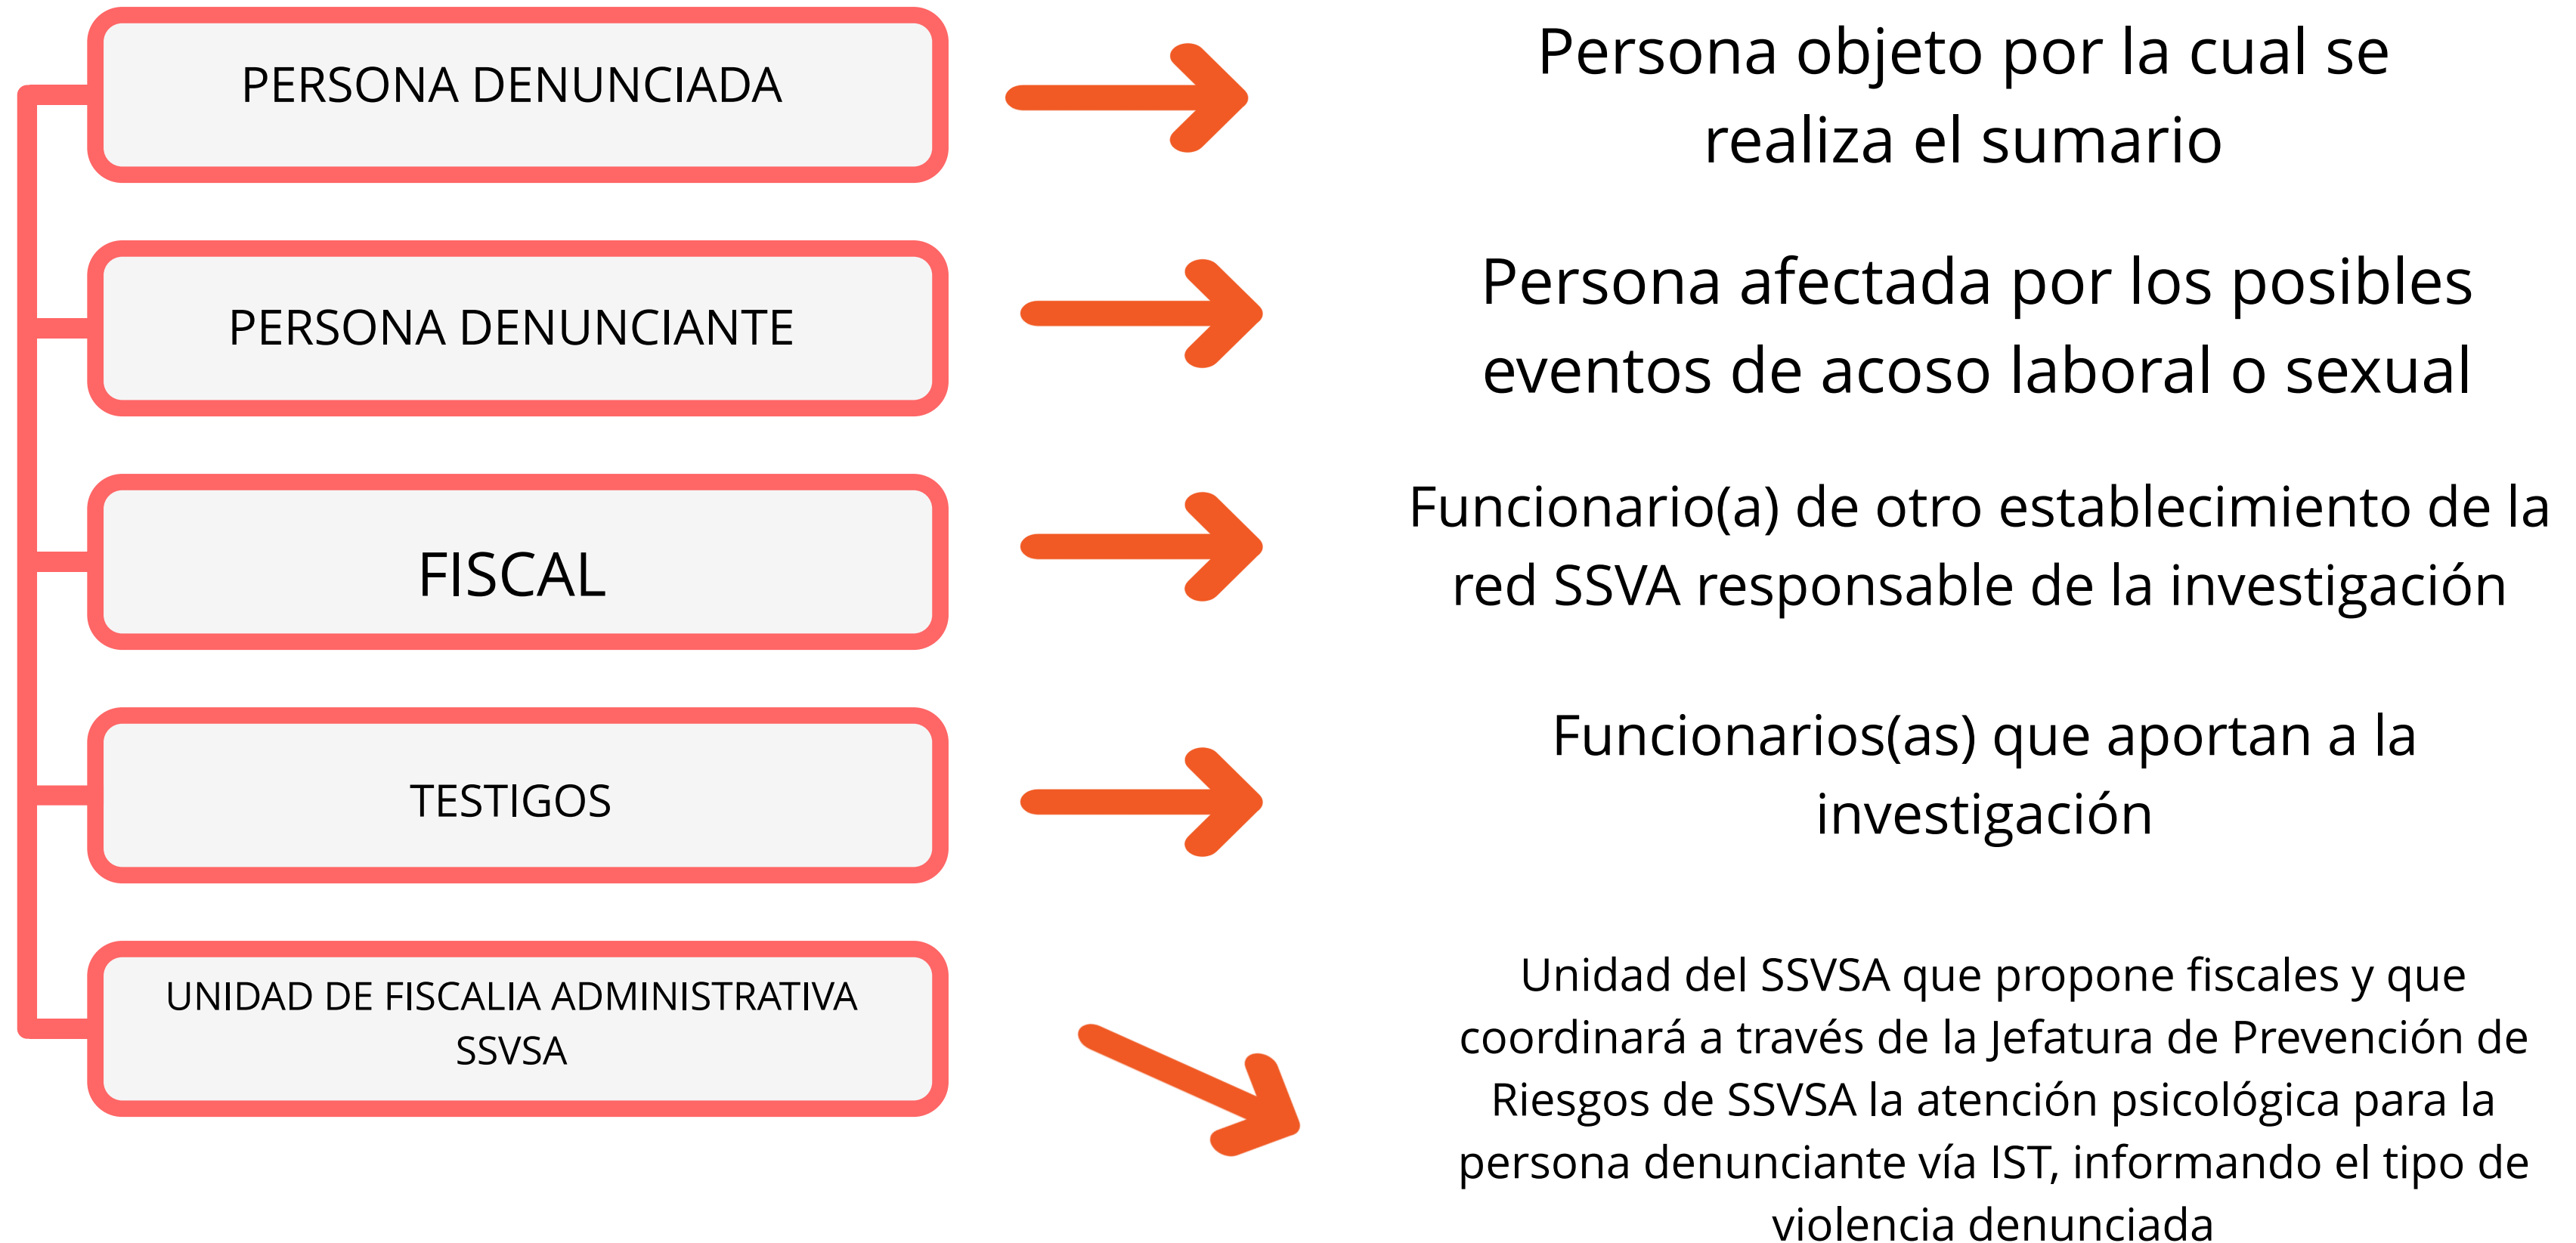 PERSONA DENUNCIADA
Persona objeto por la cual se
realiza el sumario
PERSONA DENUNCIANTE
Persona afectada por los posibles
eventos de acoso laboral o sexual
FISCAL
Funcionario(a) de otro establecimiento de la
red SSVA responsable de la investigación
TESTIGOS
Funcionarios(as) que aportan a la
investigación
UNIDAD DE FISCALIA ADMINISTRATIVA
SSVSA
Unidad del SSVSA que propone fiscales y que
coordinará a través de la Jefatura de Prevención de
Riesgos de SSVSA la atención psicológica para la
persona denunciante vía IST, informando el tipo de
violencia denunciada